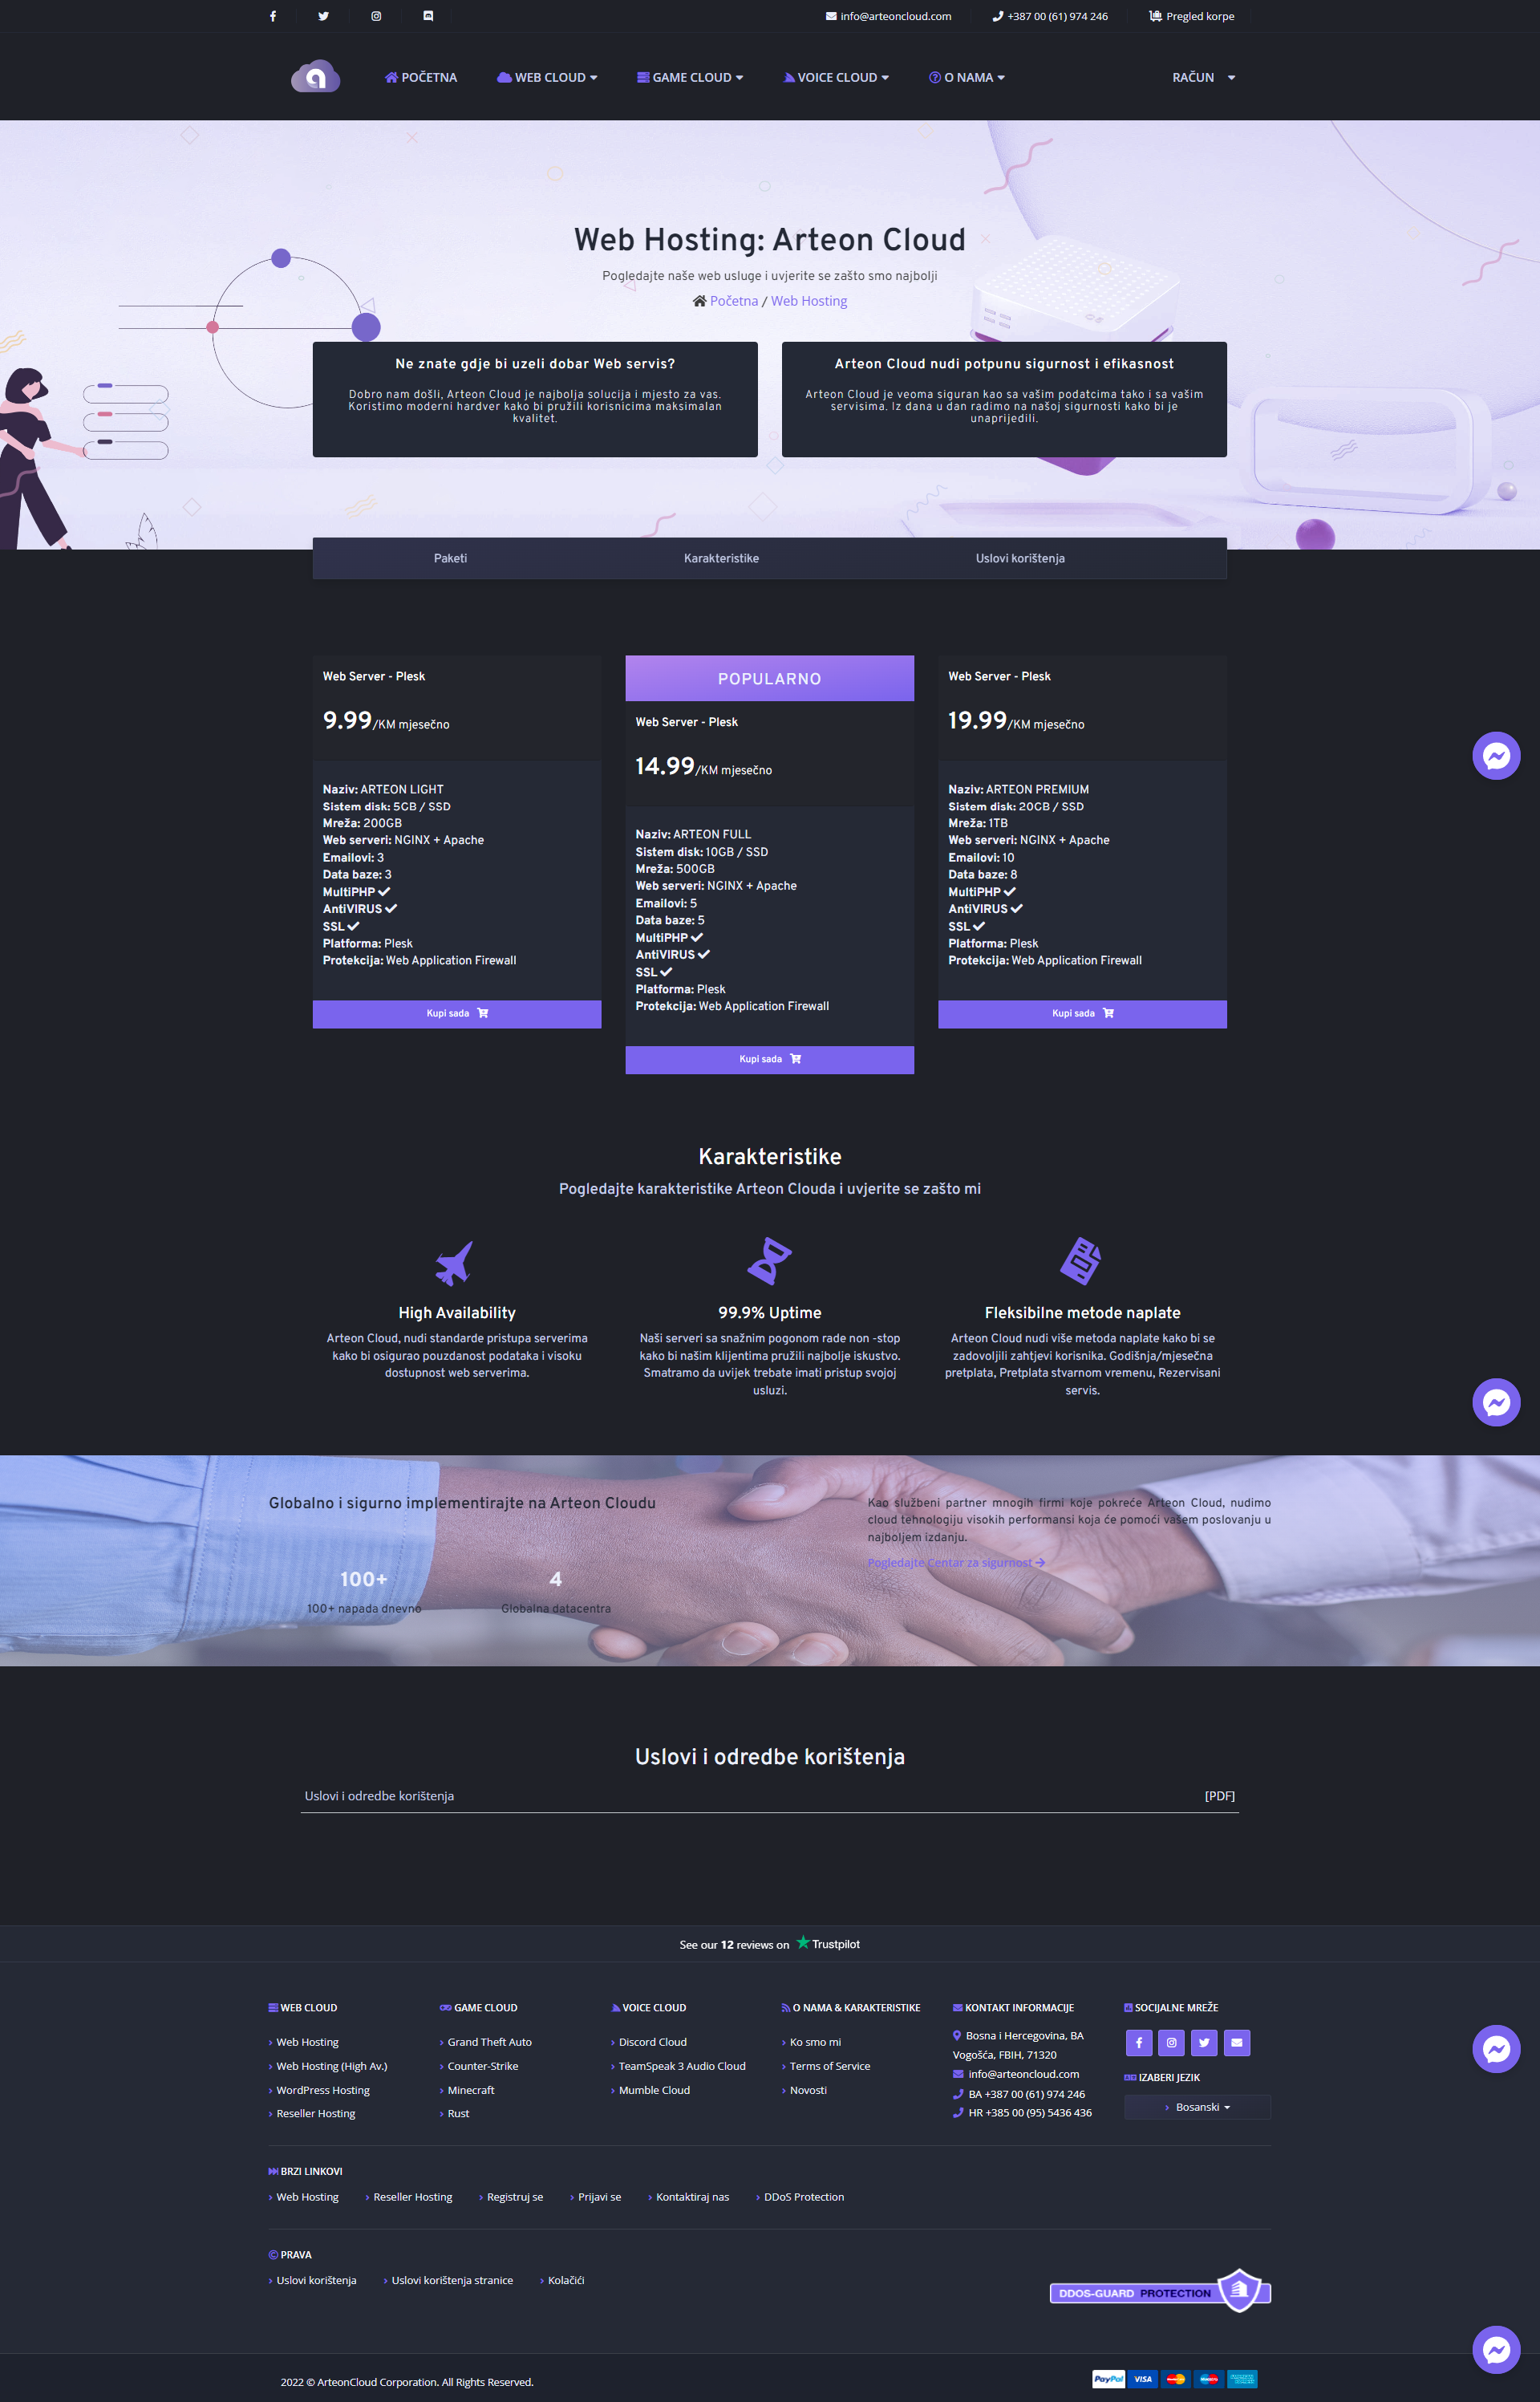 info@arteoncloud.com
+387 00 (61) 974 246
Pregled korpe
POČETNA
WEB CLOUD
GAME CLOUD
VOICE CLOUD
O NAMA
RAČUN
Web Hosting: Arteon Cloud
Pogledajte naše web usluge i uvjerite se zašto smo najbolji
Početna / Web Hosting
Ne znate gdje bi uzeli dobar Web servis?
Dobro nam došli, Arteon Cloud je najbolja solucija i mjesto za vas.
Koristimo moderni hardver kako bi pružili korisnicima maksimalan
kvalitet.
Arteon Cloud nudi potpunu sigurnost i efikasnost
Arteon Cloud je veoma siguran kao sa vašim podatcima tako i sa vašim
servisima. Iz dana u dan radimo na našoj sigurnosti kako bi je
unaprijedili.
Paketi
Karakteristike
Uslovi korištenja
Web Server - Plesk
9.99/KM mjesečno
Naziv: ARTEON LIGHT
Sistem disk: 5GB / SSD
Mreža: 200GB
Web serveri: NGINX + Apache
Emailovi: 3
Data baze: 3
MultiPHP
AntiVIRUS
SSL
Platforma: Plesk
Protekcija: Web Application Firewall
Kupi sada
POPULARNO
Web Server - Plesk
14.99/KM mjesečno
Naziv: ARTEON FULL
Sistem disk: 10GB / SSD
Mreža: 500GB
Web serveri: NGINX + Apache
Emailovi: 5
Data baze: 5
MultiPHP
AntiVIRUS
SSL
Platforma: Plesk
Protekcija: Web Application Firewall
Kupi sada
Web Server - Plesk
19.99/KM mjesečno
Naziv: ARTEON PREMIUM
Sistem disk: 20GB / SSD
Mreža: 1TB
Web serveri: NGINX + Apache
Emailovi: 10
Data baze: 8
MultiPHP
AntiVIRUS
SSL
Platforma: Plesk
Protekcija: Web Application Firewall
Kupi sada
Karakteristike
Pogledajte karakteristike Arteon Clouda i uvjerite se zašto mi
High Availability
Arteon Cloud, nudi standarde pristupa serverima
kako bi osigurao pouzdanost podataka i visoku
dostupnost web serverima.
99.9% Uptime
Naši serveri sa snažnim pogonom rade non -stop
kako bi našim klijentima pružili najbolje iskustvo.
Smatramo da uvijek trebate imati pristup svojoj
usluzi.
Fleksibilne metode naplate
Arteon Cloud nudi više metoda naplate kako bi se
zadovoljili zahtjevi korisnika. Godišnja/mjesečna
pretplata, Pretplata stvarnom vremenu, Rezervisani
servis.
Globalno i sigurno implementirajte na Arteon Cloudu
100+
100+ napada dnevno
4
Globalna datacentra
Kao službeni partner mnogih firmi koje pokreće Arteon Cloud, nudimo
cloud tehnologiju visokih performansi koja će pomoći vašem poslovanju u
najboljem izdanju.
Pogledajte Centar za sigurnost
Uslovi i odredbe korištenja
Uslovi i odredbe korištenja [PDF]
See our 12 reviews on Trustpilot
WEB CLOUD
Web Hosting
Web Hosting (High Av.)
WordPress Hosting
Reseller Hosting
GAME CLOUD
Grand Theft Auto
Counter-Strike
Minecraft
Rust
VOICE CLOUD
Discord Cloud
TeamSpeak 3 Audio Cloud
Mumble Cloud
O NAMA & KARAKTERISTIKE
Ko smo mi
Terms of Service
Novosti
KONTAKT INFORMACIJE
Bosna i Hercegovina, BA
Vogošća, FBIH, 71320
info@arteoncloud.com
BA +387 00 (61) 974 246
HR +385 00 (95) 5436 436
SOCIJALNE MREŽE
IZABERI JEZIK
Bosanski
BRZI LINKOVI
Web Hosting
Reseller Hosting
Registruj se
Prijavi se
Kontaktiraj nas
DDoS Protection
PRAVA
Uslovi korištenja
Uslovi korištenja stranice
Kolačići
DDOS-GUARD PROTECTION
2022 © ArteonCloud Corporation. All Rights Reserved.
PayPal
VISA